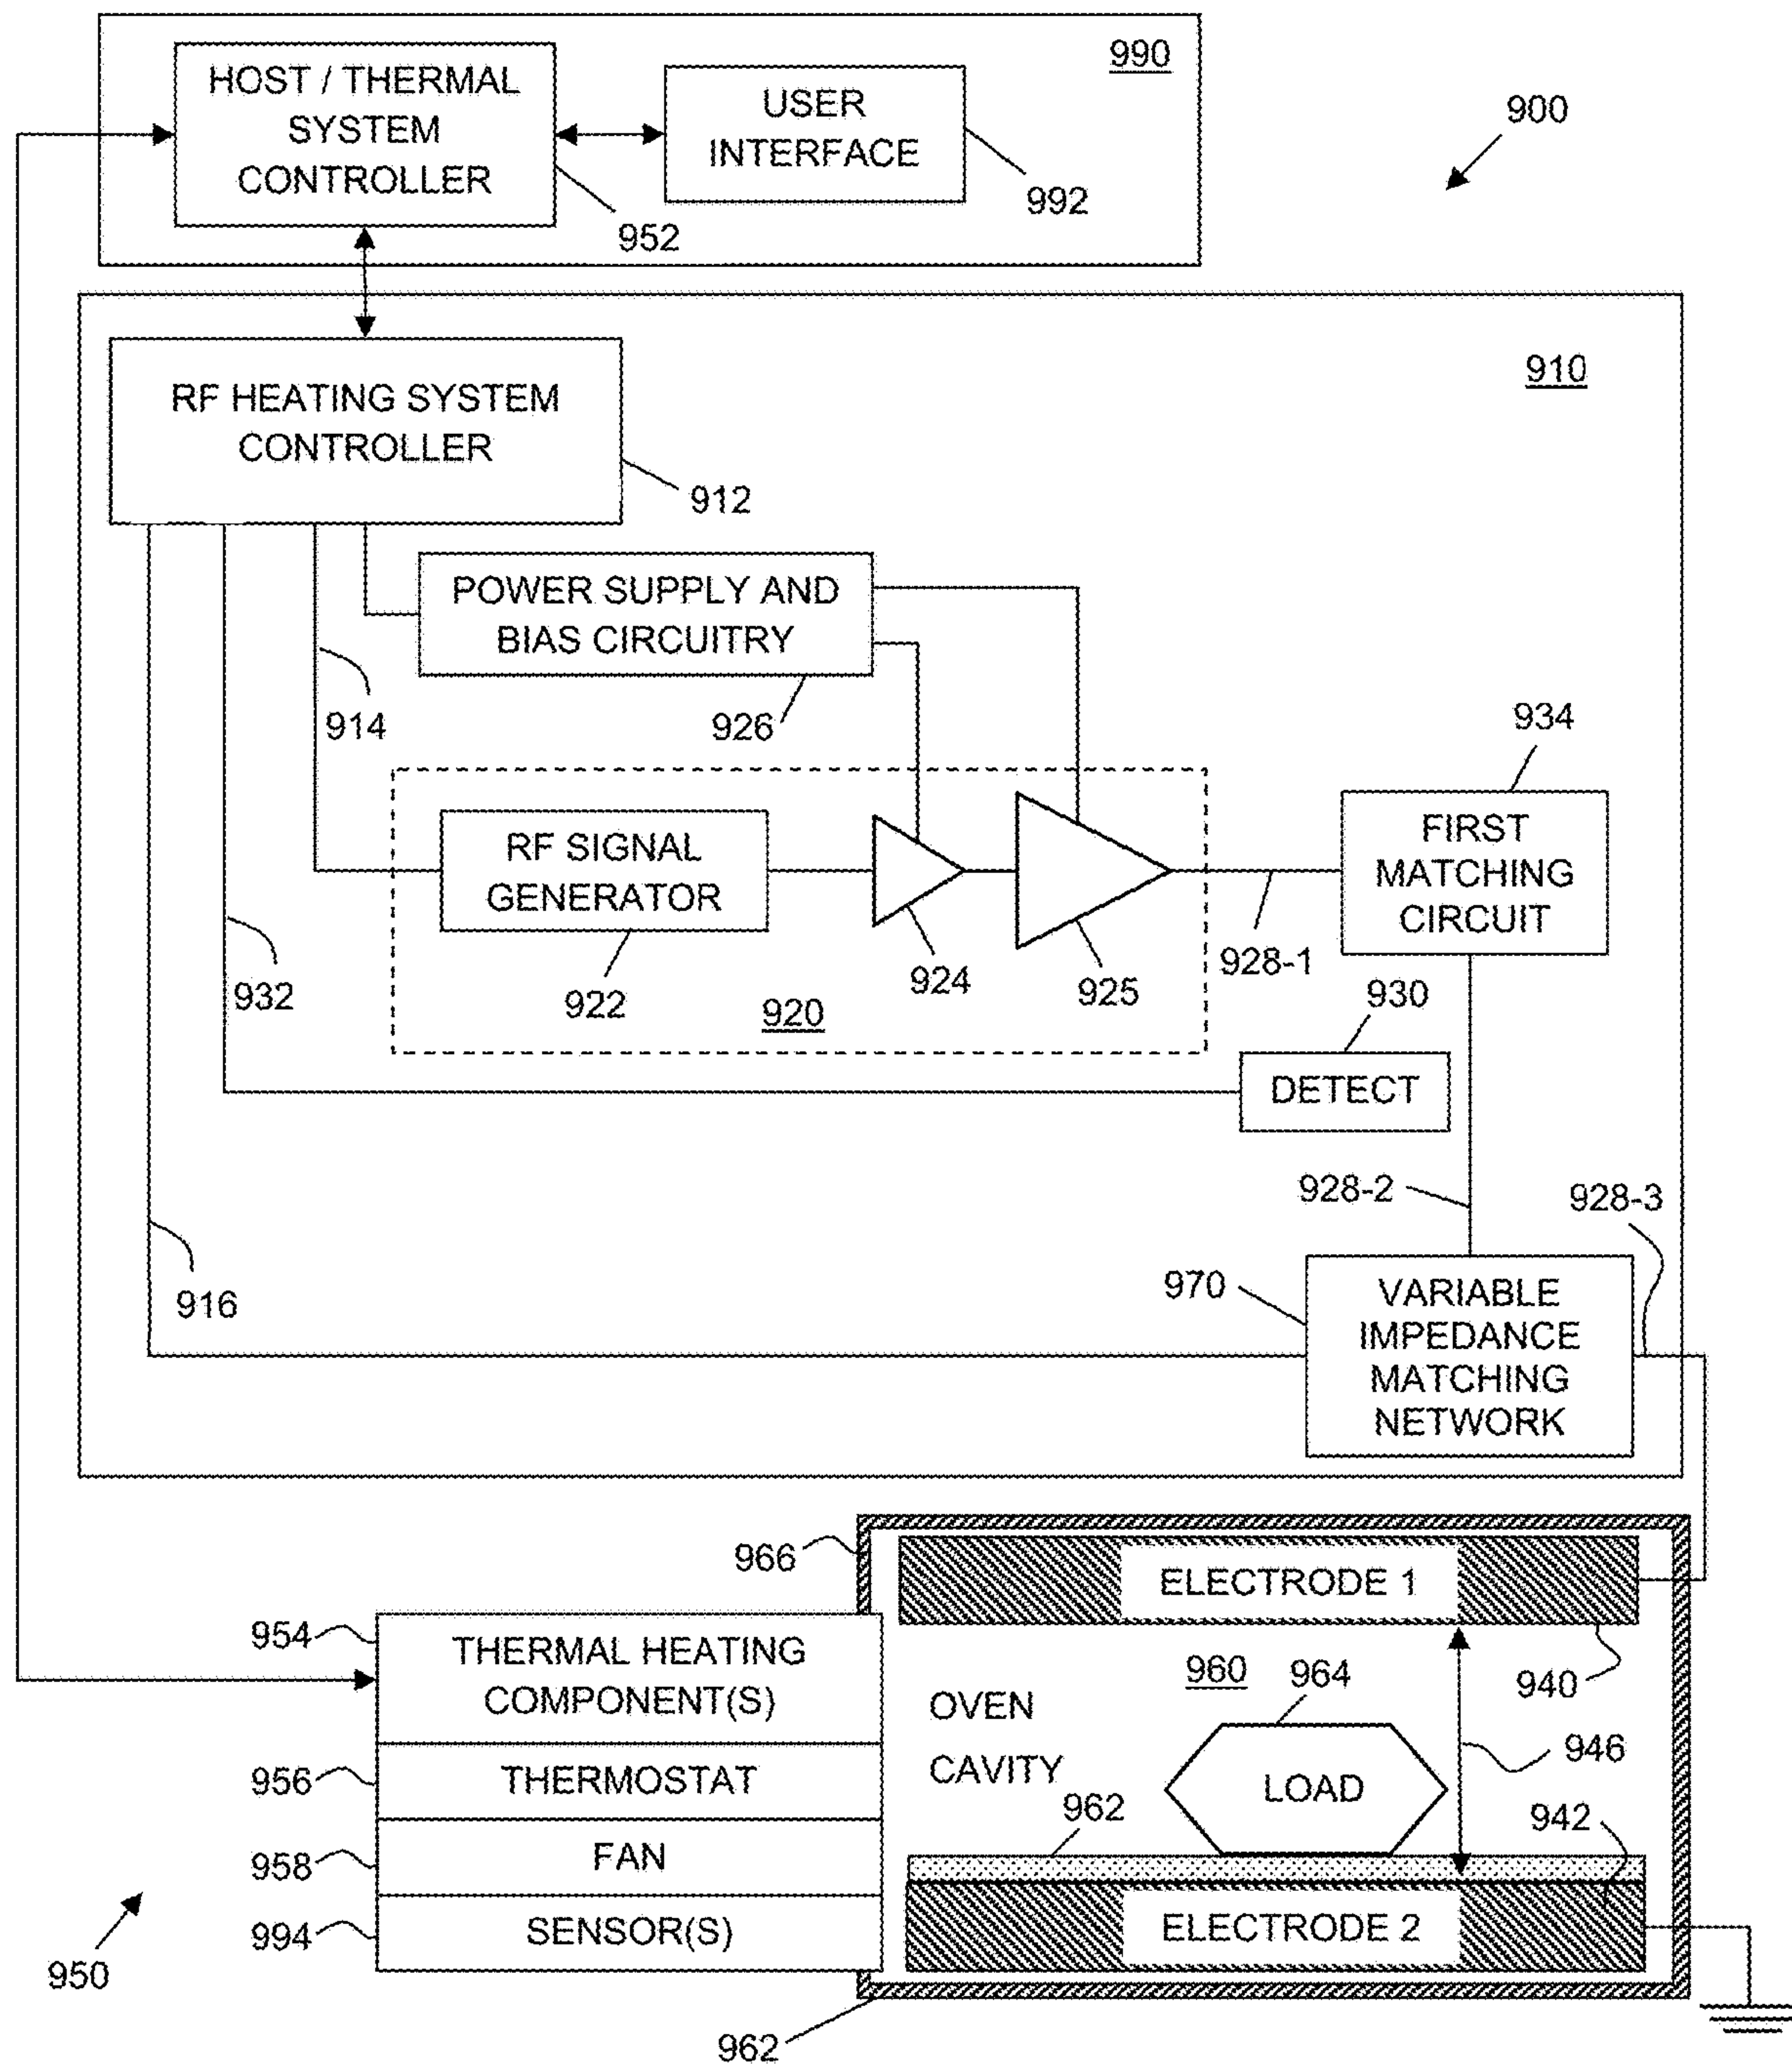 HOST / THERMAL
SYSTEM
CONTROLLER
952
USER
INTERFACE
992
990
900
RF HEATING SYSTEM
CONTROLLER
912
910
POWER SUPPLY AND
BIAS CIRCUITRY
926
914
934
RF SIGNAL
GENERATOR
922
924
925
920
928-1
FIRST
MATCHING
CIRCUIT
932
930
DETECT
928-2
928-3
916
970
VARIABLE
IMPEDANCE
MATCHING
NETWORK
966
ELECTRODE 1
940
954
THERMAL HEATING
COMPONENT(S)
956
THERMOSTAT
958
FAN
994
SENSOR(S)
950
OVEN
CAVITY
960
964
LOAD
946
962
942
ELECTRODE 2
962